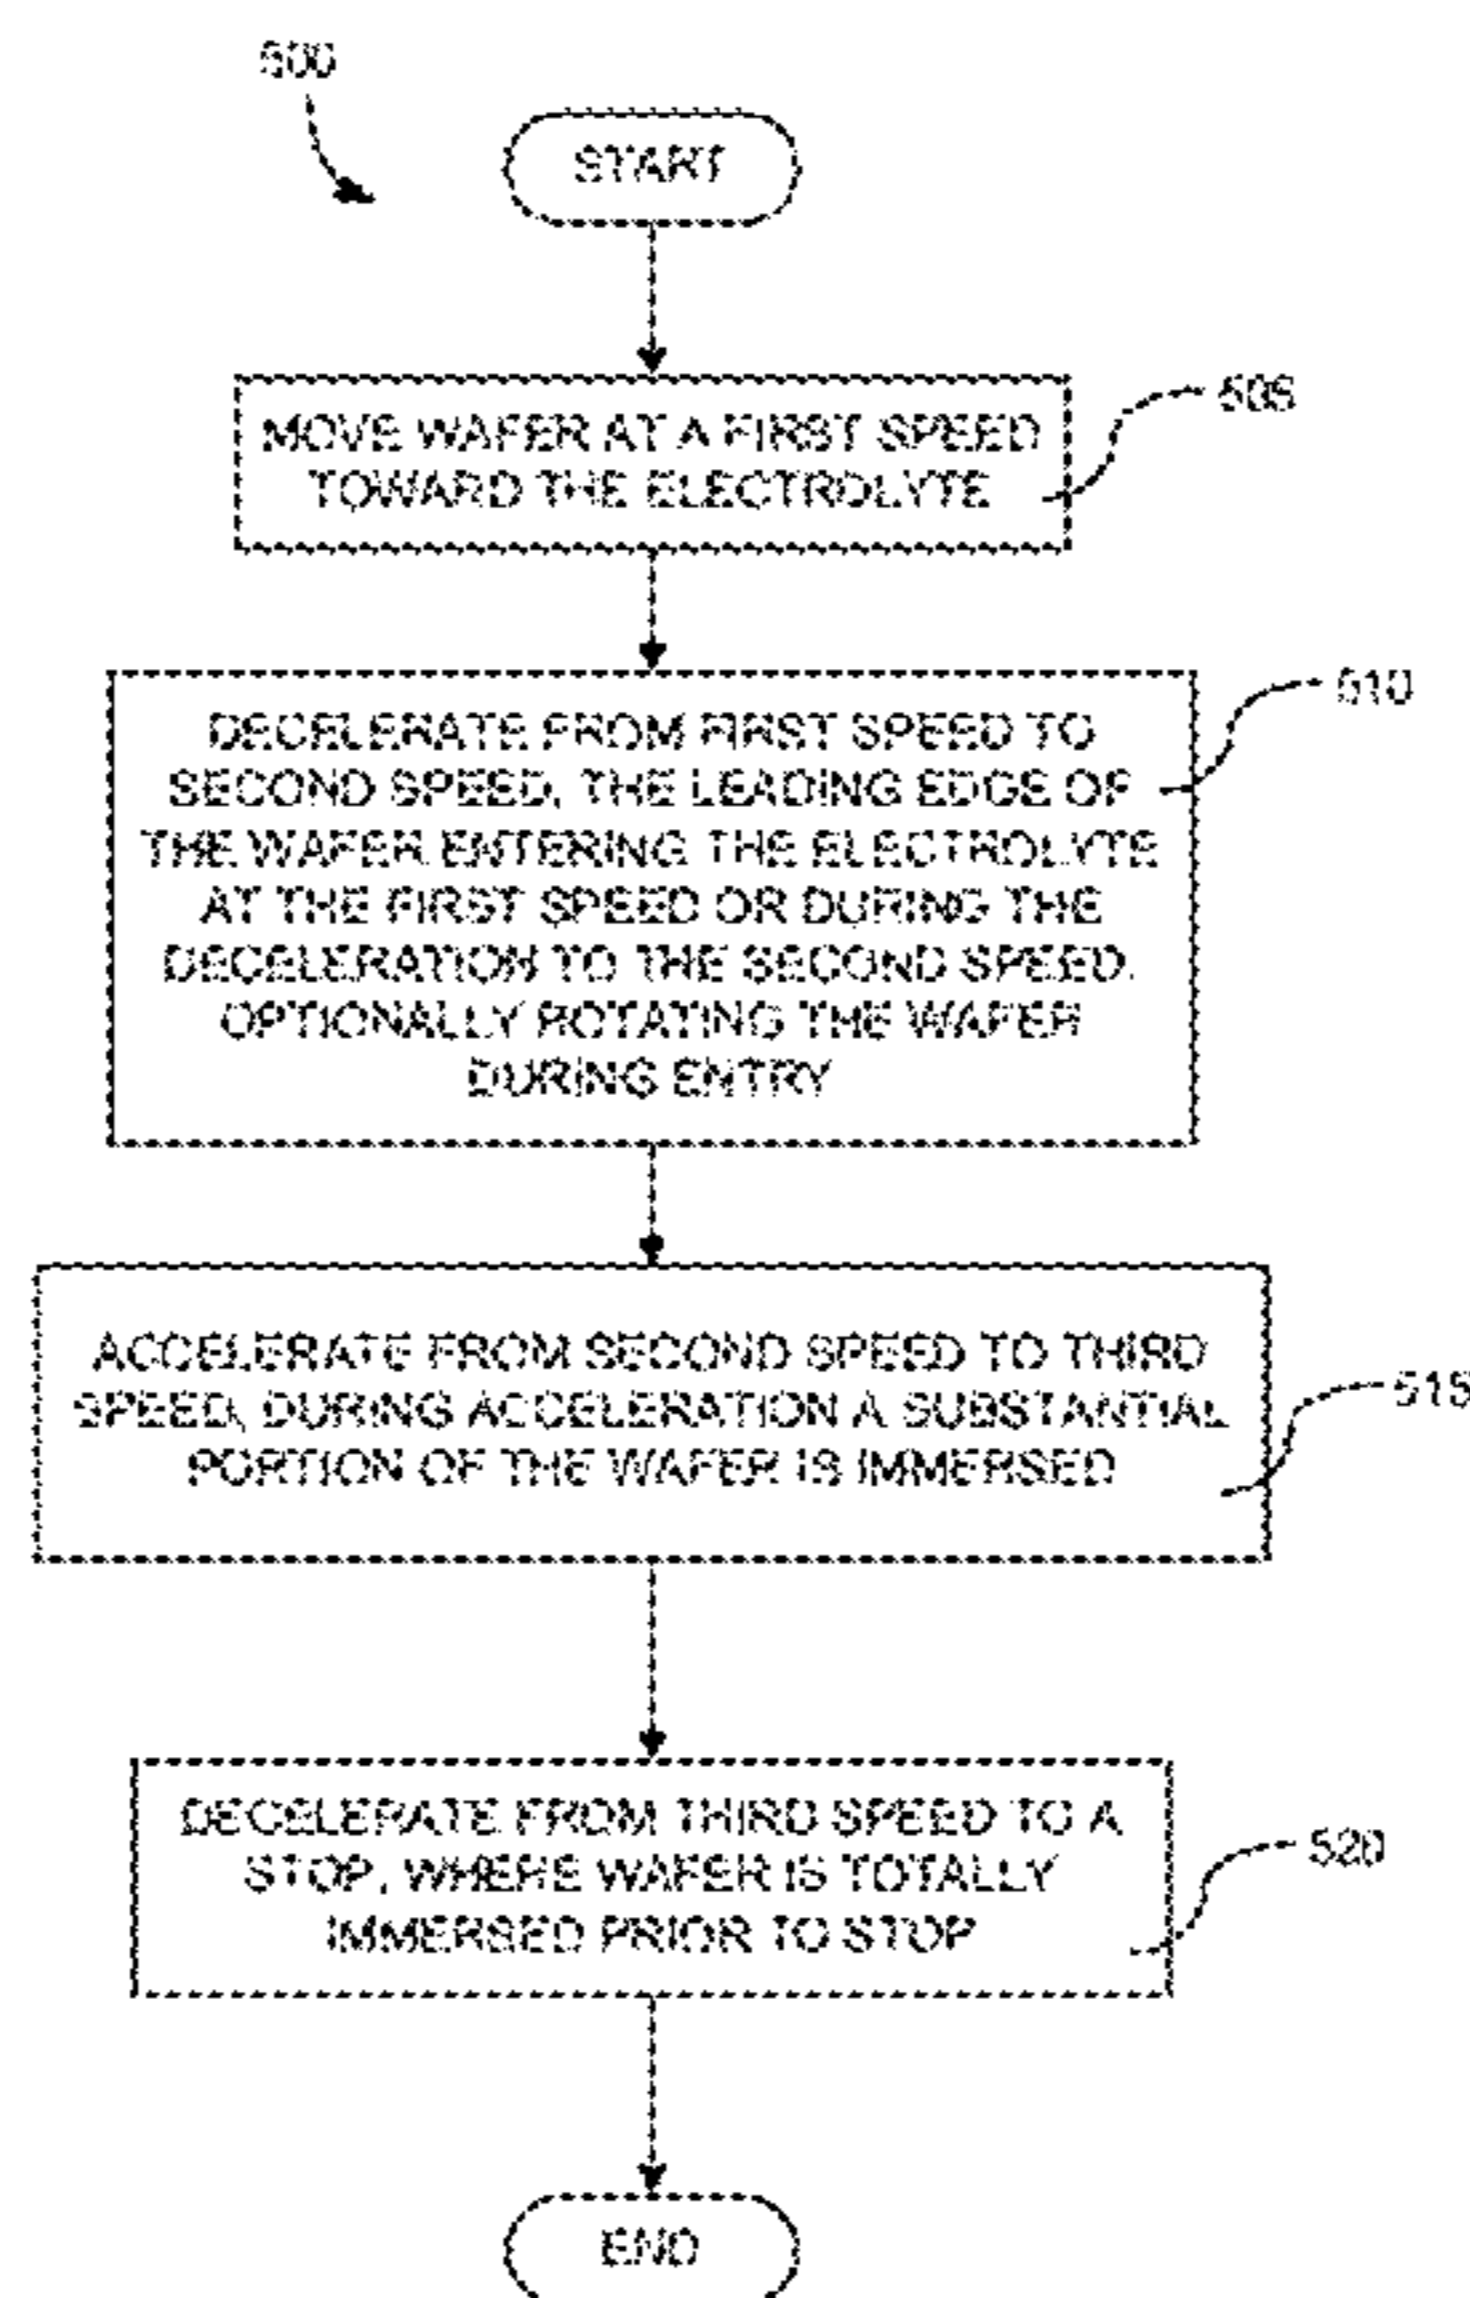 500
START
MOVE WAFER AT A FIRST SPEED
TOWARD THE ELECTROLYTE
505
DECELERATE FROM FIRST SPEED TO
SECOND SPEED, THE LEADING EDGE OF
THE WAFER ENTERING THE ELECTROLYTE
AT THE FIRST SPEED OR DURING THE
DECELERATION TO THE SECOND SPEED,
OPTIONALLY ROTATING THE WAFER
DURING ENTRY
510
ACCELERATE FROM SECOND SPEED TO THIRD
SPEED, DURING ACCELERATION A SUBSTANTIAL
PORTION OF THE WAFER IS IMMERSED
515
DECELERATE FROM THIRD SPEED TO A
STOP, WHERE WAFER IS TOTALLY
IMMERSED PRIOR TO STOP
520
END